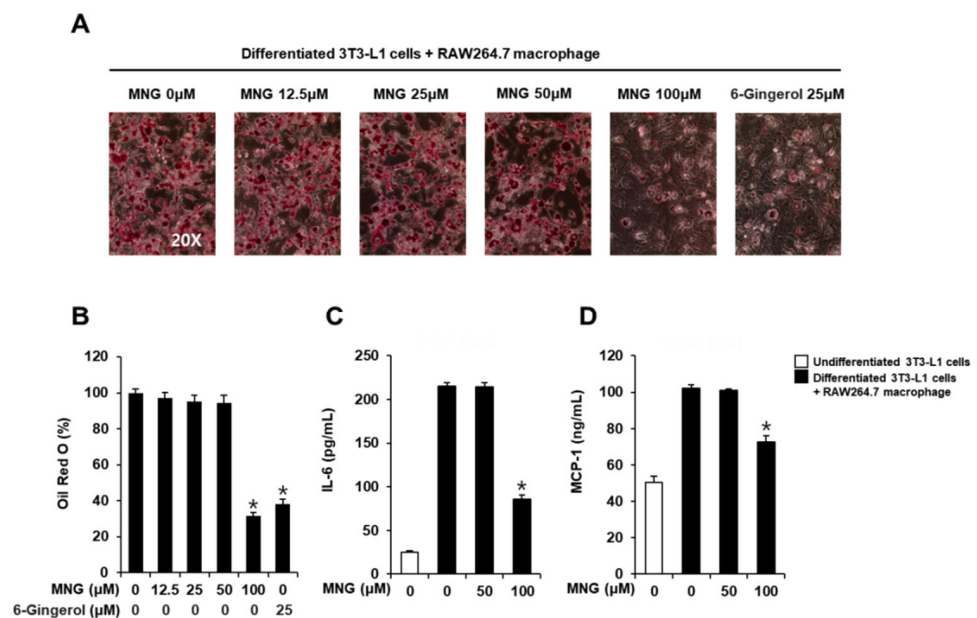 A
Differentiated 3T3-L1 cells + RAW264.7 macrophage
MNG 0μM MNG 12.5μM MNG 25μM MNG 50μM MNG 100μM 6-Gingerol 25μM
20X
B
120
100
80
60
40
20
0
Oil Red O (%)
* *
MNG (μM) 0 12.5 25 50 100 0
6-Gingerol (μM) 0 0 0 0 0 25
C
250
200
150
100
50
0
IL-6 (pg/mL)
*
MNG (μM) 0 0 50 100
D
120
100
80
60
40
20
0
MCP-1 (ng/mL)
*
MNG (μM) 0 0 50 100
Undifferentiated 3T3-L1 cells
Differentiated 3T3-L1 cells
+ RAW264.7 macrophage